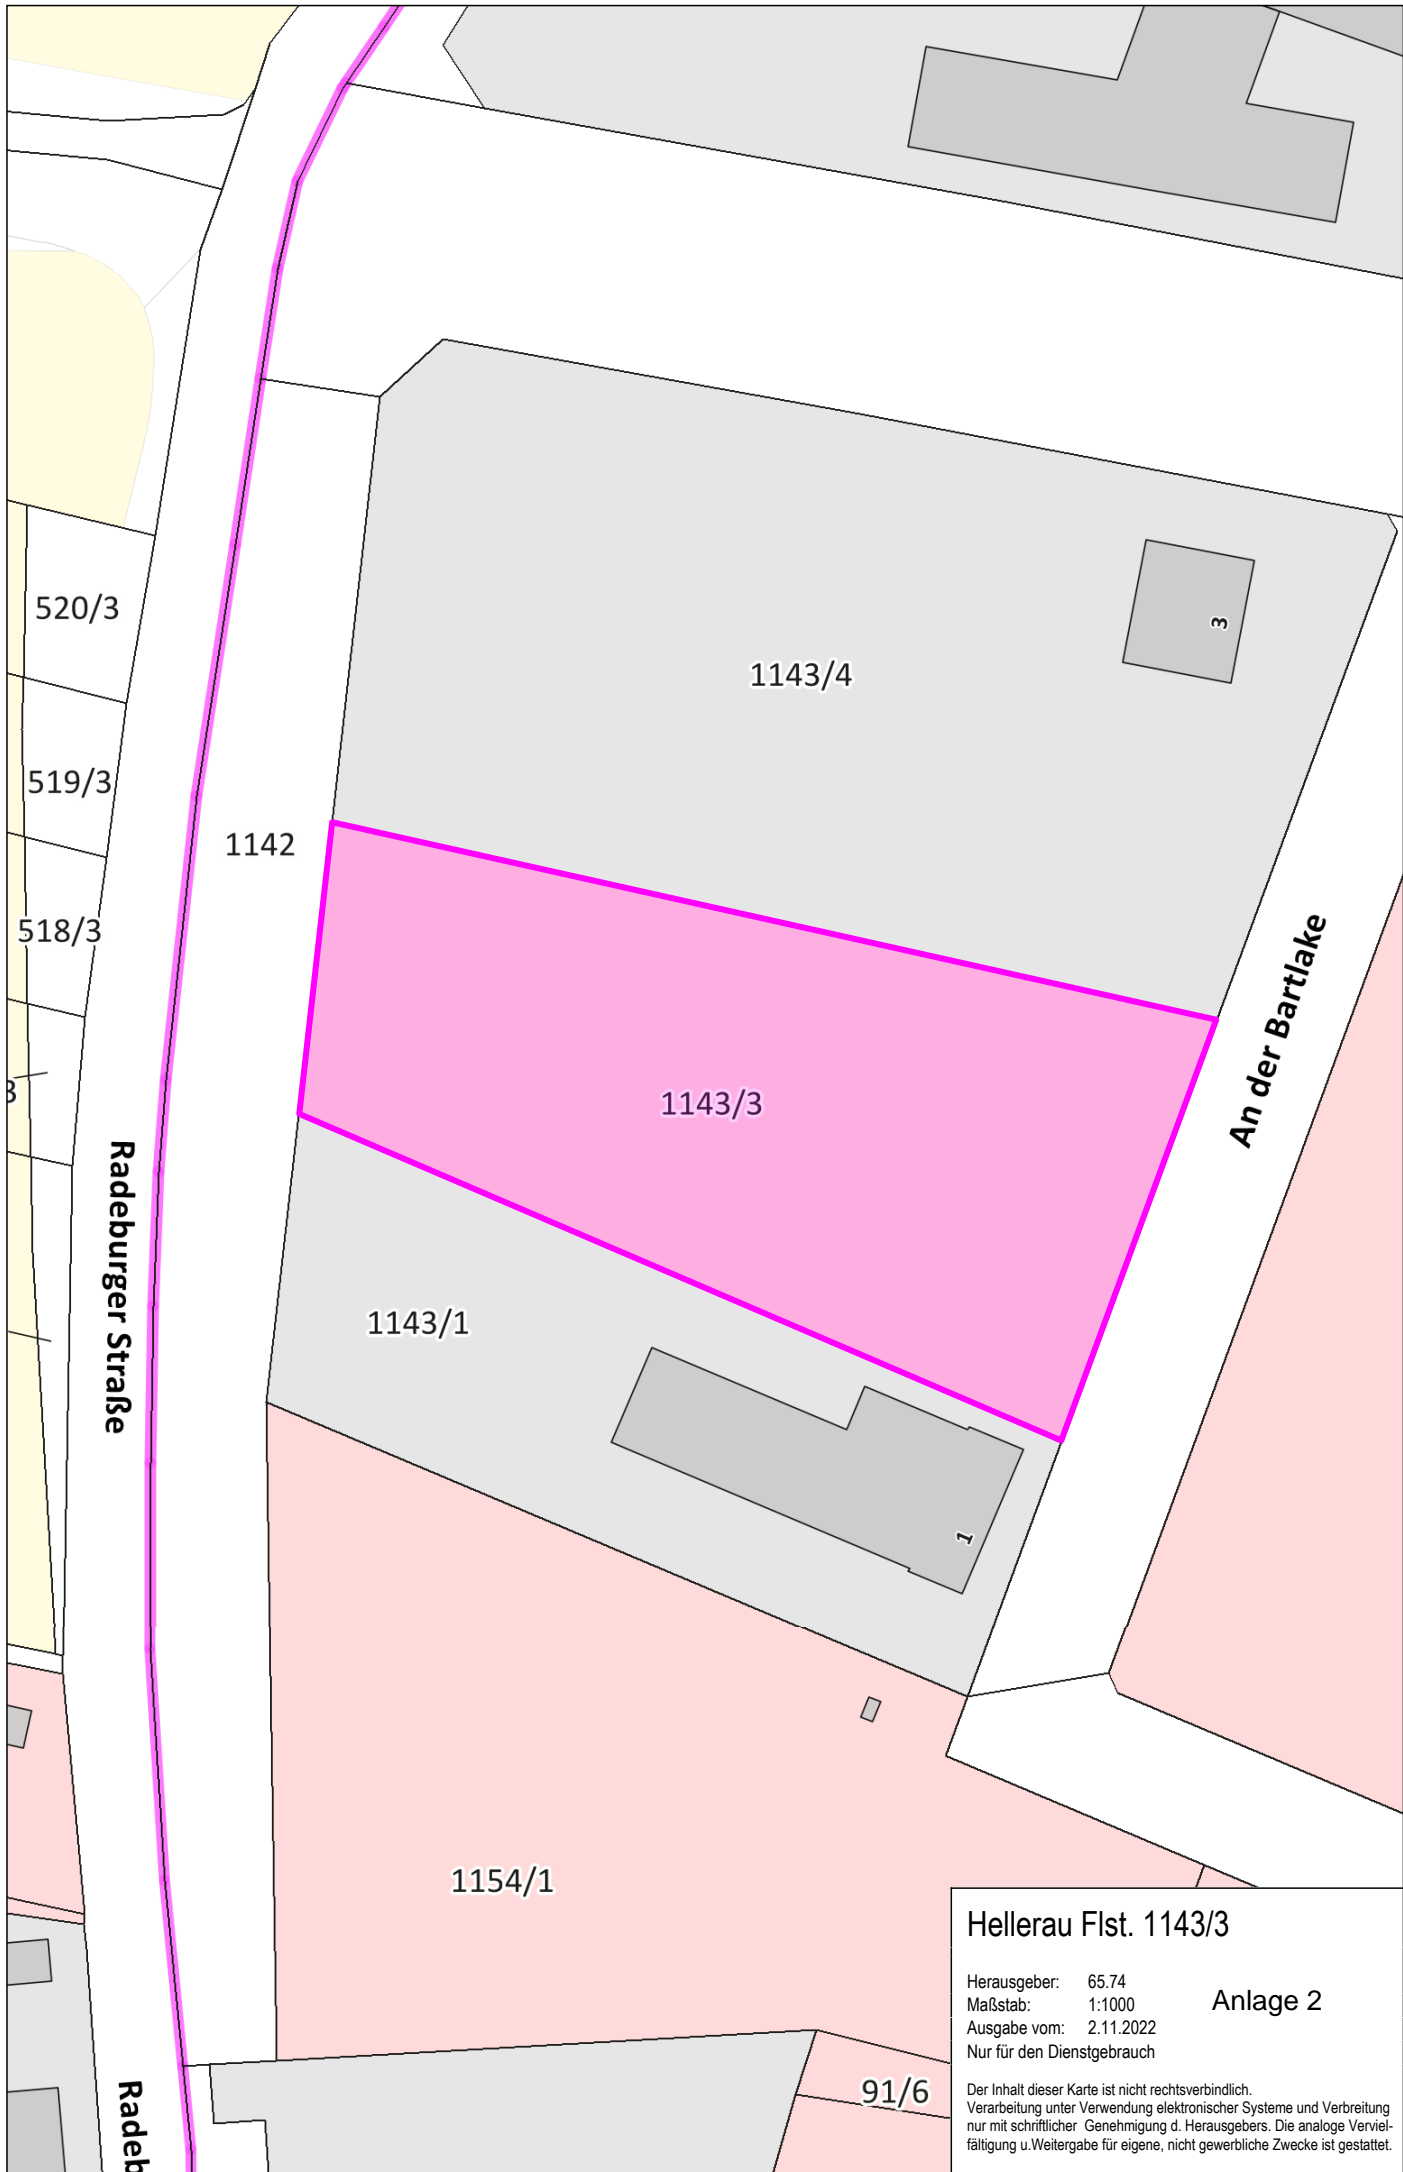 520/3
3
1143/4
519/3
1142
518/3
An der Bartlake
3
1143/3
Radeburger Straße
1143/1
1
1154/1
Hellerau Flst. 1143/3
Herausgeber: 65.74
Maßstab: 1:1000
Anlage 2
Ausgabe vom: 2.11.2022
Nur für den Dienstgebrauch
91/6
Radeb
Der Inhalt dieser Karte ist nicht rechtsverbindlich.
Verarbeitung unter Verwendung elektronischer Systeme und Verbreitung
nur mit schriftlicher Genehmigung d. Herausgebers. Die analoge Verviel-
fältigung u.Weitergabe für eigene, nicht gewerbliche Zwecke ist gestattet.